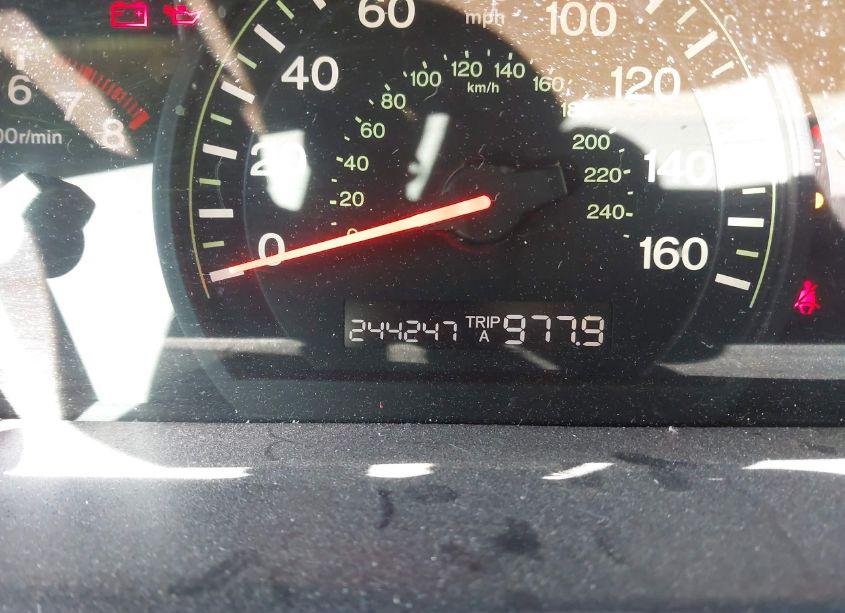 60 mph 100
40 100 120 140 160 120
km/h
6 7 8 80
00r/min 60 200
20 40 220 140
20 240
0 160
244247 TRIP A 977.9